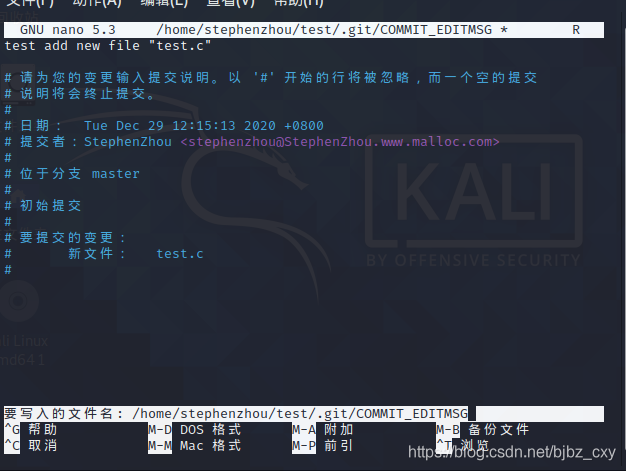 文件(F) 动作(A) 编辑(E) 查看(V) 帮助(H)
GNU nano 5.3 /home/stephenzhou/test/.git/COMMIT_EDITMSG * R
test add new file "test.c"
# 请为您的变更输入提交说明。以 '#' 开始的行将被忽略，而一个空的提交
# 说明将会终止提交。
#
# 日期： Tue Dec 29 12:15:13 2020 +0800
# 提交者：StephenZhou <stephenzhou@StephenZhou.www.malloc.com>
#
# 位于分支 master
#
# 初始提交
#
# 要提交的变更：
# 新文件： test.c
#
KALI
BY OFFENSIVE SECURITY
Kali Linux
amd64 1
要写入的文件名: /home/stephenzhou/test/.git/COMMIT_EDITMSG
^G 帮助 M-D DOS 格式 M-A 附加 M-B 备份文件
^C 取消 M-M Mac 格式 M-P 前引 ^T 浏览
https://blog.csdn.net/bjbz_cxy